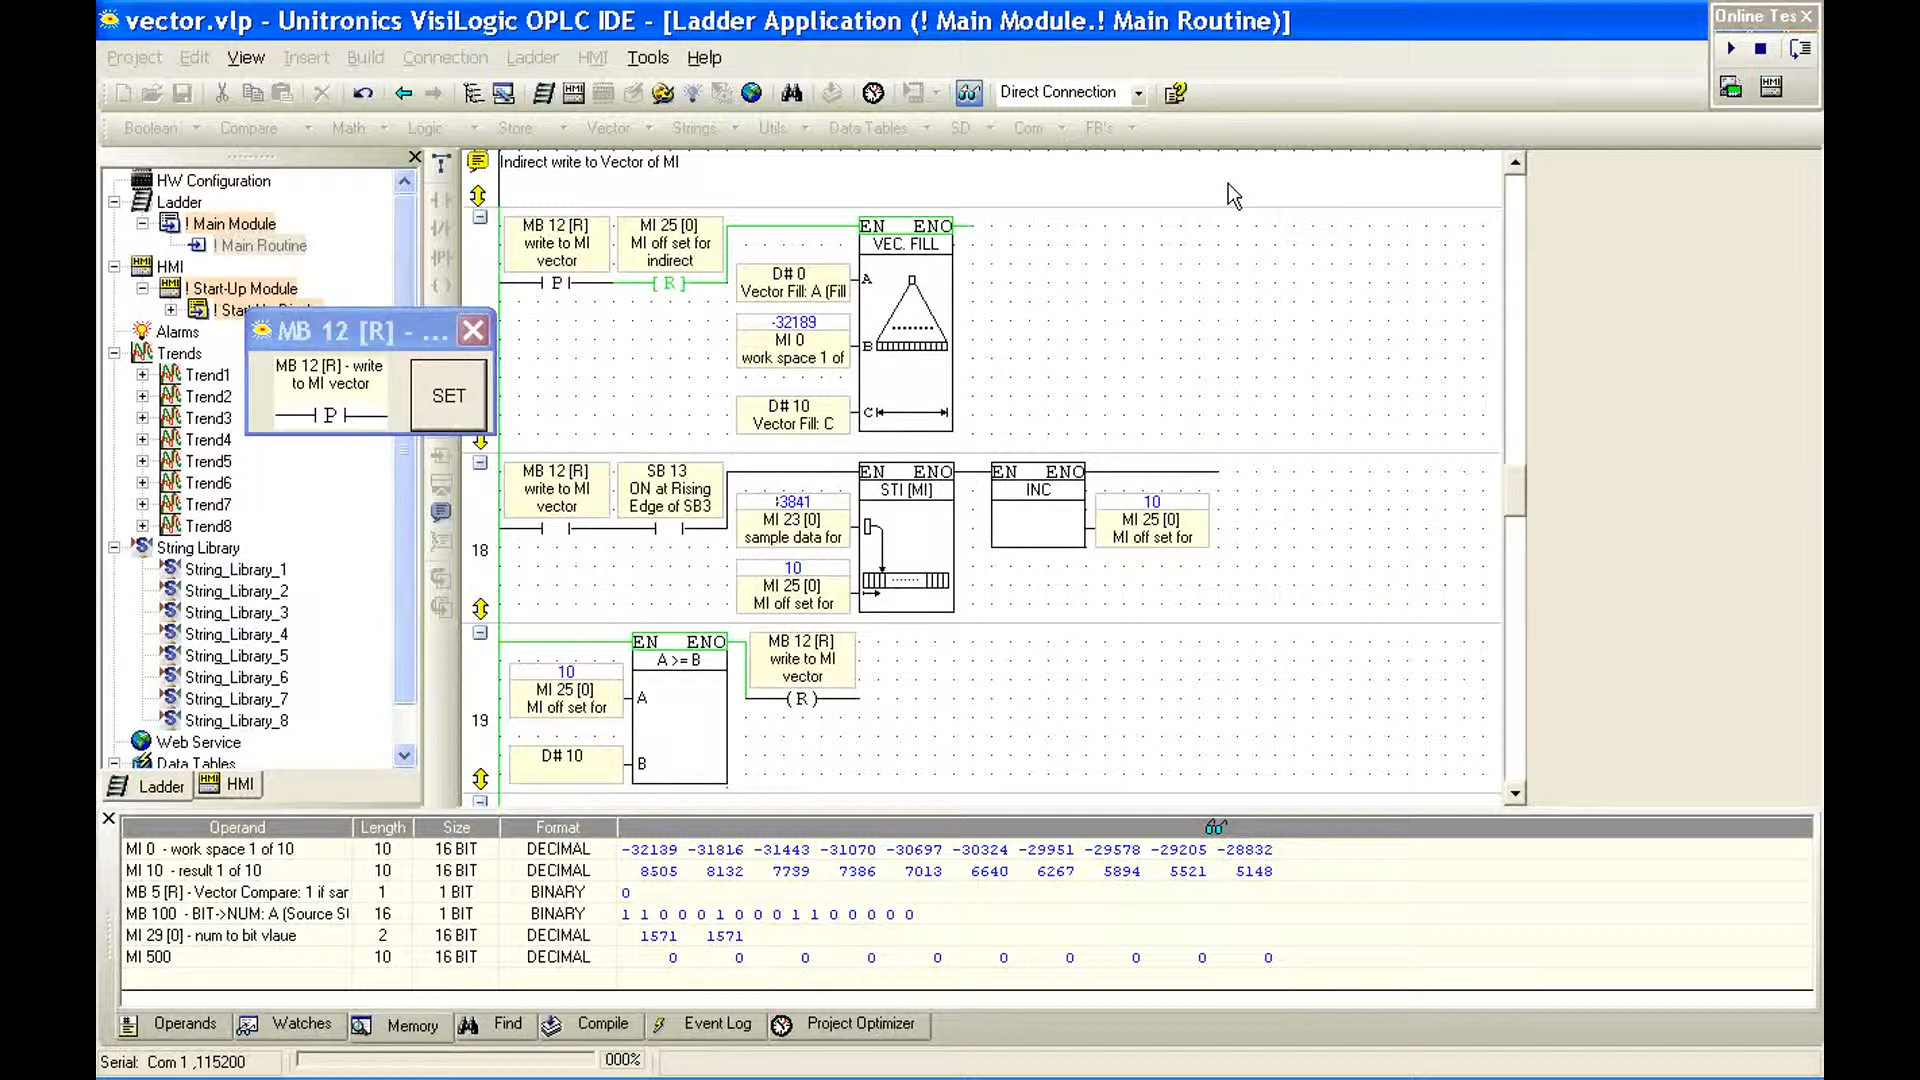 vector.vlp - Unitronics VisiLogic OPLC IDE - [Ladder Application (! Main Module.! Main Routine)]
Online Tes X
Project Edit View Insert Build Connection Ladder HMI Tools Help
Direct Connection
Boolean Compare Math Logic Store Vector Strings Utils Data Tables SD Com FB's
HW Configuration
Ladder
! Main Module
! Main Routine
HMI
! Start-Up Module
Alarms
Trends
Trend1
Trend2
Trend3
Trend4
Trend5
Trend6
Trend7
Trend8
String Library
String_Library_1
String_Library_2
String_Library_3
String_Library_4
String_Library_5
String_Library_6
String_Library_7
String_Library_8
Web Service
Data Tables
Ladder HMI
MB 12 [R] - ...
MB 12 [R] - write
to MI vector
P
SET
Indirect write to Vector of MI
MB 12 [R]
write to MI
vector
P
MI 25 [0]
MI off set for
indirect
R
EN ENO
VEC. FILL
D# 0
Vector Fill: A (Fill
A
-32189
MI 0
work space 1 of
B
D# 10
Vector Fill: C
C
18
MB 12 [R]
write to MI
vector
SB 13
ON at Rising
Edge of SB3
EN ENO
STI [MI]
MI 23 [0]
sample data for
10
MI 25 [0]
MI off set for
EN ENO
INC
10
MI 25 [0]
MI off set for
19
EN ENO
A >= B
10
MI 25 [0]
MI off set for
A
D# 10
B
MB 12 [R]
write to MI
vector
(R)
Operand Length Size Format
MI 0 - work space 1 of 10 10 16 BIT DECIMAL -32139 -31816 -31443 -31070 -30697 -30324 -29951 -29578 -29205 -28832
MI 10 - result 1 of 10 10 16 BIT DECIMAL 8505 8132 7739 7386 7013 6640 6267 5894 5521 5148
MB 5 [R] - Vector Compare: 1 if sar 1 1 BIT BINARY 0
MB 100 - BIT->NUM: A (Source St 16 1 BIT BINARY 1 1 0 0 0 1 0 0 0 1 1 0 0 0 0 0
MI 29 [0] - num to bit vlaue 2 16 BIT DECIMAL 1571 1571
MI 500 10 16 BIT DECIMAL 0 0 0 0 0 0 0 0 0 0
Operands Watches Memory Find Compile Event Log Project Optimizer
Serial: Com 1 ,115200 000%